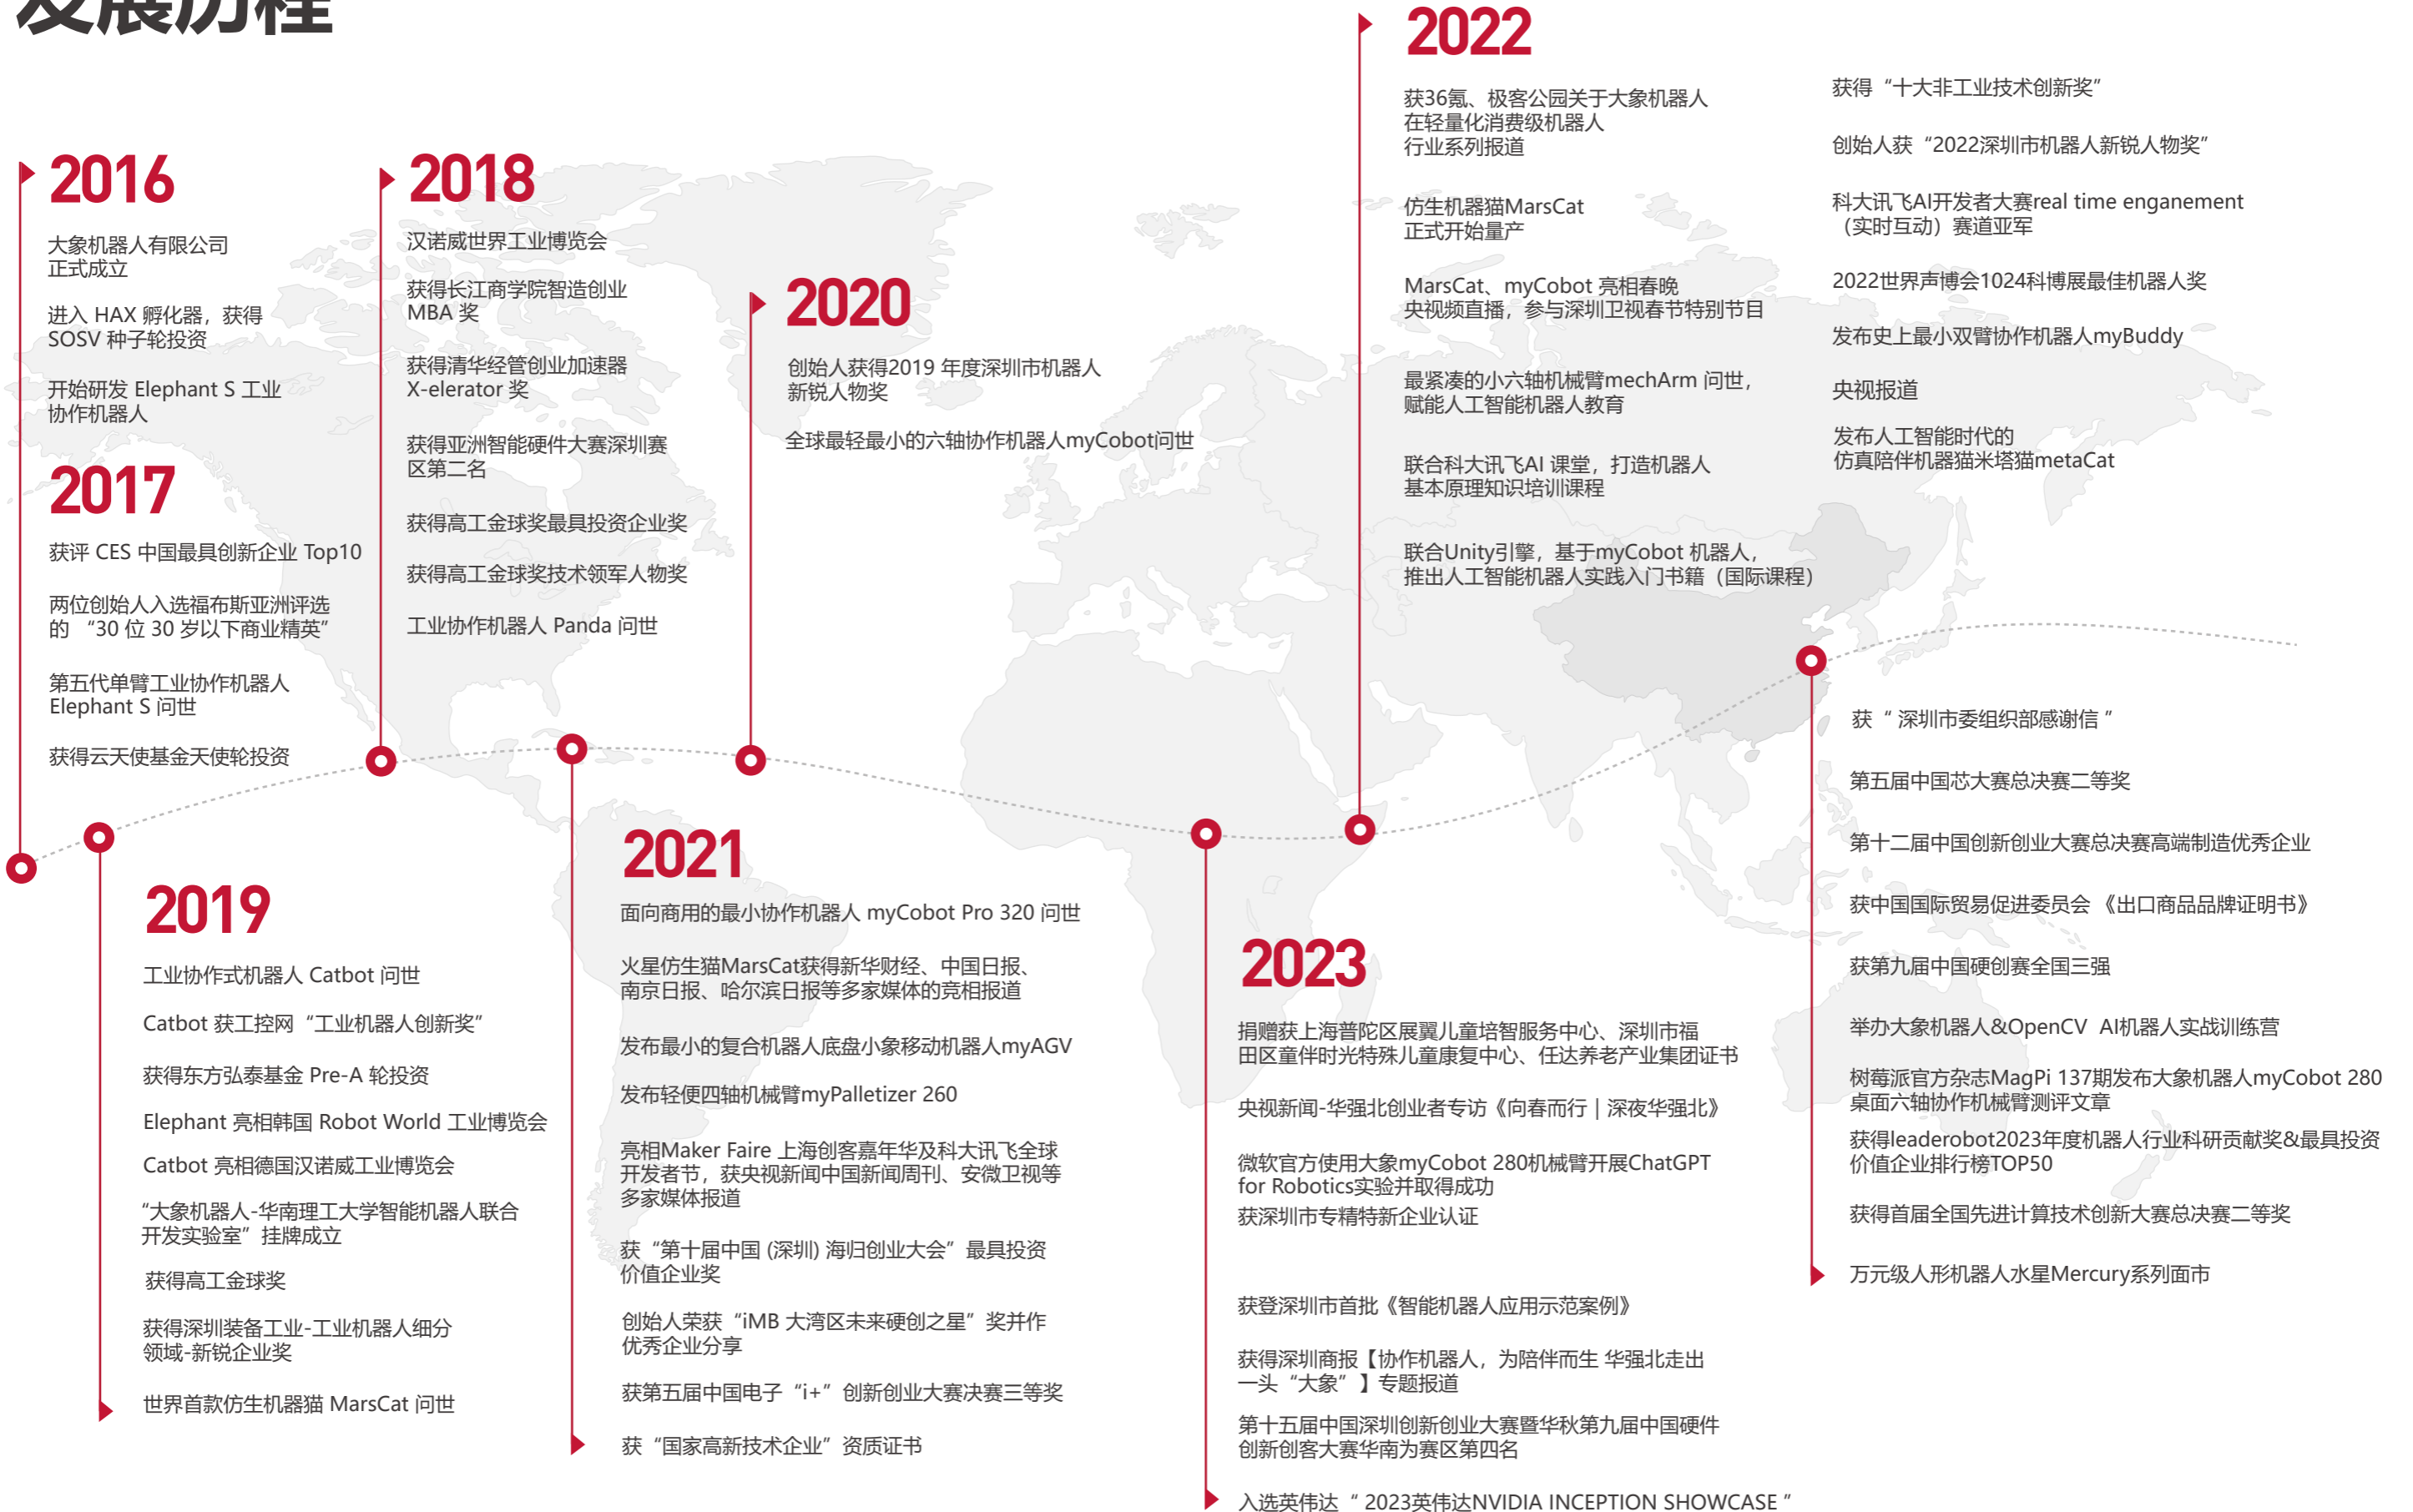 发展历程
2016
大象机器人有限公司
正式成立
进入 HAX 孵化器，获得
SOSV 种子轮投资
开始研发 Elephant S 工业
协作机器人
2017
获评 CES 中国最具创新企业 Top10
两位创始人入选福布斯亚洲评选
的 “30 位 30 岁以下商业精英”
第五代单臂工业协作机器人
Elephant S 问世
获得云天使基金天使轮投资
2018
汉诺威世界工业博览会
获得长江商学院智造创业
MBA 奖
获得清华经管创业加速器
X-elerator 奖
获得亚洲智能硬件大赛深圳赛
区第二名
获得高工金球奖最具投资企业奖
获得高工金球奖技术领军人物奖
工业协作机器人 Panda 问世
2019
工业协作式机器人 Catbot 问世
Catbot 获工控网“工业机器人创新奖”
获得东方弘泰基金 Pre-A 轮投资
Elephant 亮相韩国 Robot World 工业博览会
Catbot 亮相德国汉诺威工业博览会
“大象机器人-华南理工大学智能机器人联合
开发实验室”挂牌成立
获得高工金球奖
获得深圳装备工业-工业机器人细分
领域-新锐企业奖
世界首款仿生机器猫 MarsCat 问世
2020
创始人获得2019 年度深圳市机器人
新锐人物奖
全球最轻最小的六轴协作机器人myCobot问世
2021
面向商用的最小协作机器人 myCobot Pro 320 问世
火星仿生猫MarsCat获得新华财经、中国日报、
南京日报、哈尔滨日报等多家媒体的亮相报道
发布最小的复合机器人底盘小象移动机器人myAGV
发布轻便四轴机械臂myPalletizer 260
亮相Maker Faire 上海创客嘉年华及科大讯飞全球
开发者节，获央视新闻中国新闻周刊、安微卫视等
多家媒体报道
获“第十届中国 (深圳) 海归创业大会”最具投资
价值企业奖
创始人荣获“iMB 大湾区未来硬创之星”奖并作
优秀企业分享
获第五届中国电子“i+”创新创业大赛决赛三等奖
获“国家高新技术企业”资质证书
2022
获36氪、极客公园关于大象机器人
在轻量化消费级机器人
行业系列报道
仿生机器猫MarsCat
正式开始量产
MarsCat、myCobot 亮相春晚
央视频直播，参与深圳卫视春节特别节目
最紧凑的小六轴机械臂mechArm 问世，
赋能人工智能机器人教育
联合科大讯飞AI 课堂，打造机器人
基本原理知识培训课程
联合Unity引擎，基于myCobot 机器人，
推出人工智能机器人实践入门书籍（国际课程）
获得“十大非工业技术创新奖”
创始人获“2022深圳市机器人新锐人物奖”
科大讯飞AI开发者大赛real time enganement
（实时互动）赛道亚军
2022世界声博会1024科博展最佳机器人奖
发布史上最小双臂协作机器人myBuddy
央视报道
发布人工智能时代的
仿真陪伴机器猫米塔猫metaCat
2023
捐赠获上海普陀区展翼儿童培智服务中心、深圳市福
田区童伴时光特殊儿童康复中心、任达养老产业集团证书
央视新闻-华强北创业者专访《向春而行 | 深夜华强北》
微软官方使用大象myCobot 280机械臂开展ChatGPT
for Robotics实验并取得成功
获深圳市专精特新企业认证
获登深圳市首批《智能机器人应用示范案例》
获得深圳商报【协作机器人，为陪伴而生 华强北走出
一头“大象”】专题报道
第十五届中国深圳创新创业大赛暨华秋第九届中国硬件
创新创客大赛华南为赛区第四名
入选英伟达“ 2023英伟达NVIDIA INCEPTION SHOWCASE ”
获“ 深圳市委组织部感谢信 ”
第五届中国芯大赛总决赛二等奖
第十二届中国创新创业大赛总决赛高端制造优秀企业
获中国国际贸易促进委员会 《出口商品品牌证明书》
获第九届中国硬创赛全国三强
举办大象机器人&OpenCV AI机器人实战训练营
树莓派官方杂志MagPi 137期发布大象机器人myCobot 280
桌面六轴协作机械臂测评文章
获得leaderobot2023年度机器人行业科研贡献奖&最具投资
价值企业排行榜TOP50
获得首届全国先进计算技术创新大赛总决赛二等奖
万元级人形机器人水星Mercury系列面市